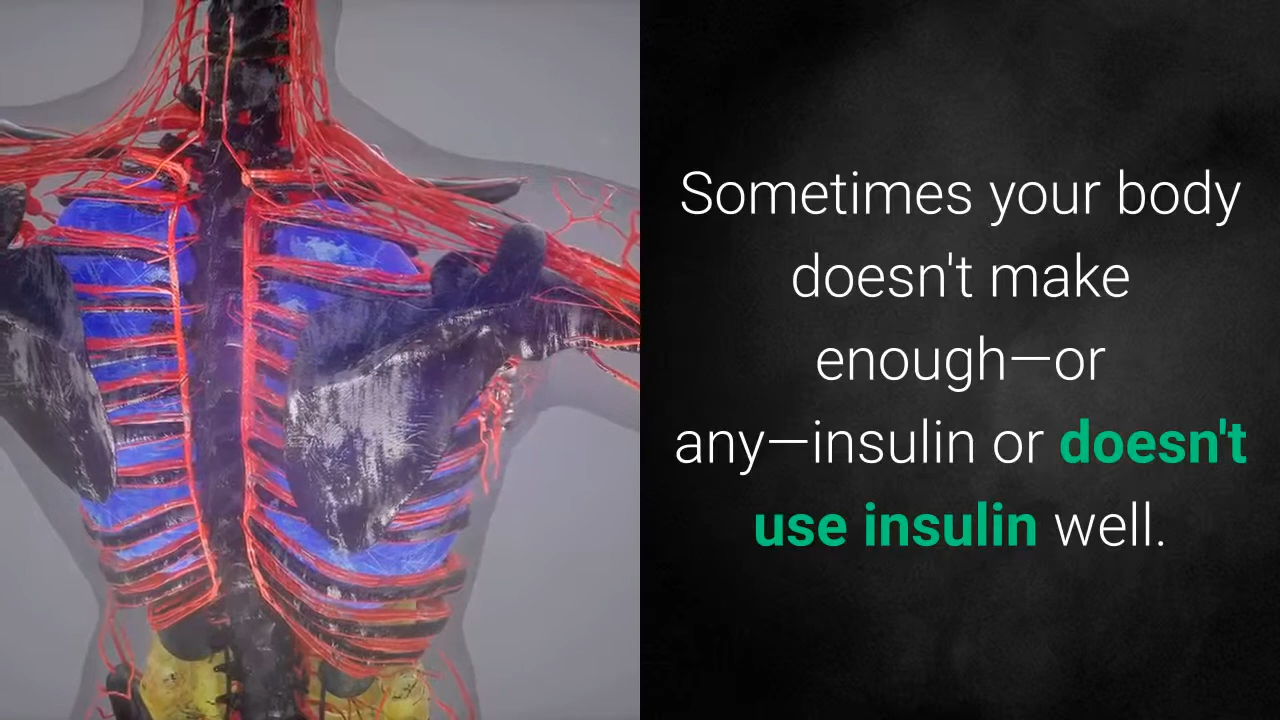 Sometimes your body
doesn't make
enough—or
any—insulin or doesn't
use insulin well.